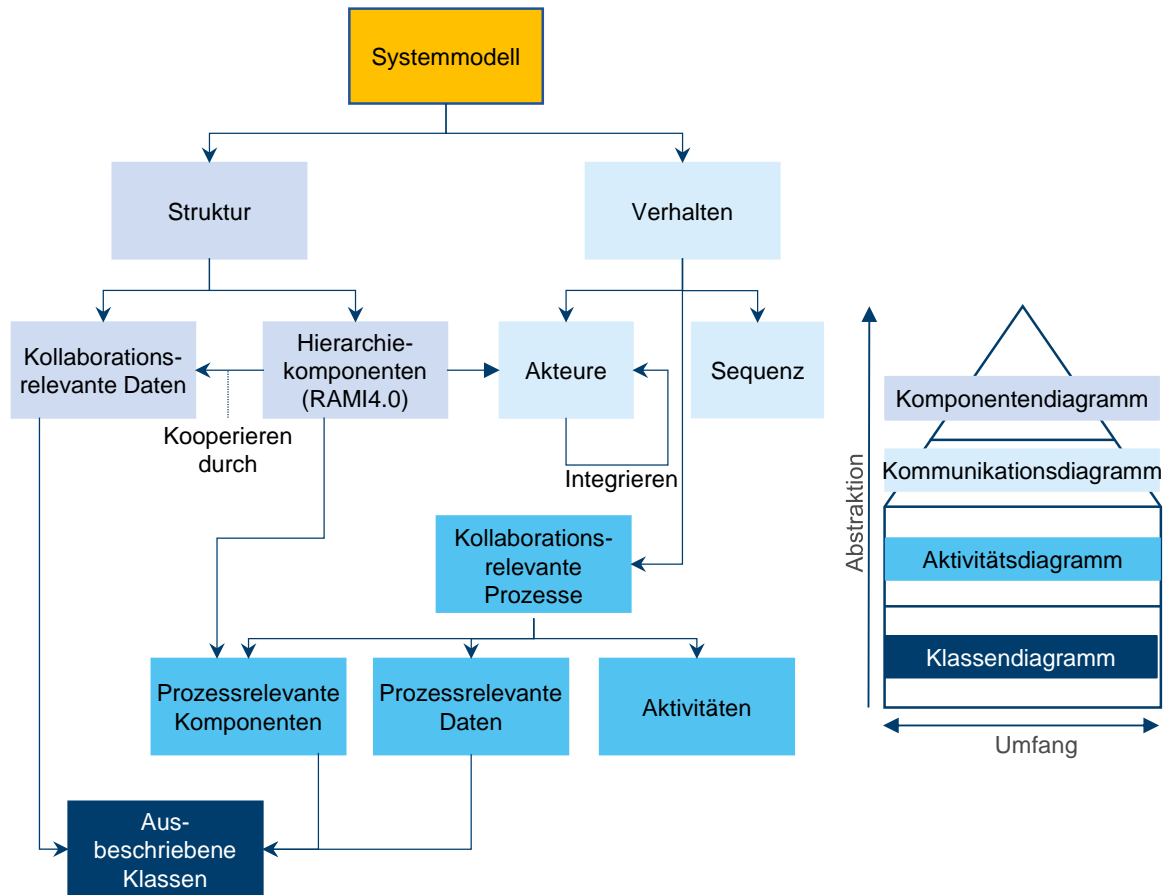 Systemmodell
Struktur
Verhalten
Kollaborations-
relevante Daten
Hierarchie-
komponenten
(RAMI4.0)
Akteure
Sequenz
Kooperieren
durch
Integrieren
Kollaborations-
relevante
Prozesse
Prozessrelevante
Komponenten
Prozessrelevante
Daten
Aktivitäten
Aus-
beschriebene
Klassen
Abstraktion
Komponentendiagramm
Kommunikationsdiagramm
Aktivitätsdiagramm
Klassendiagramm
Umfang